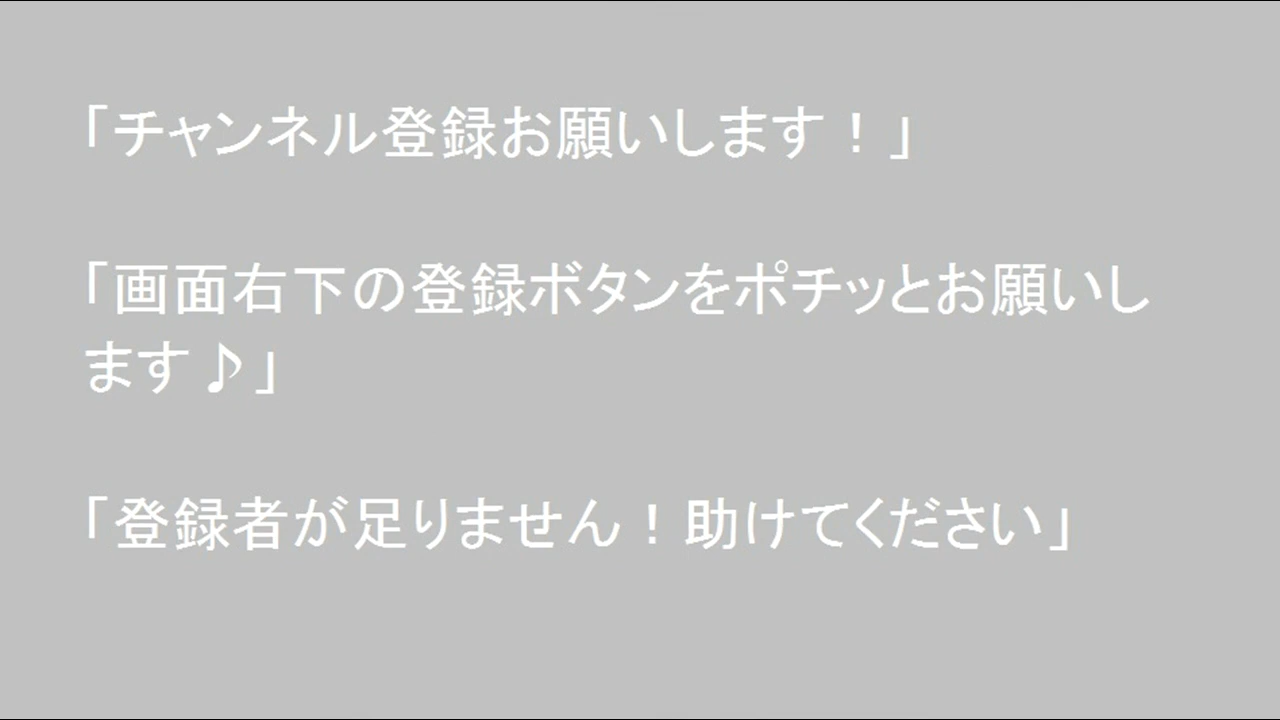 「チャンネル登録お願いします！」
「画面右下の登録ボタンをポチッとお願いし
ます♪」
「登録者が足りません！助けてください」